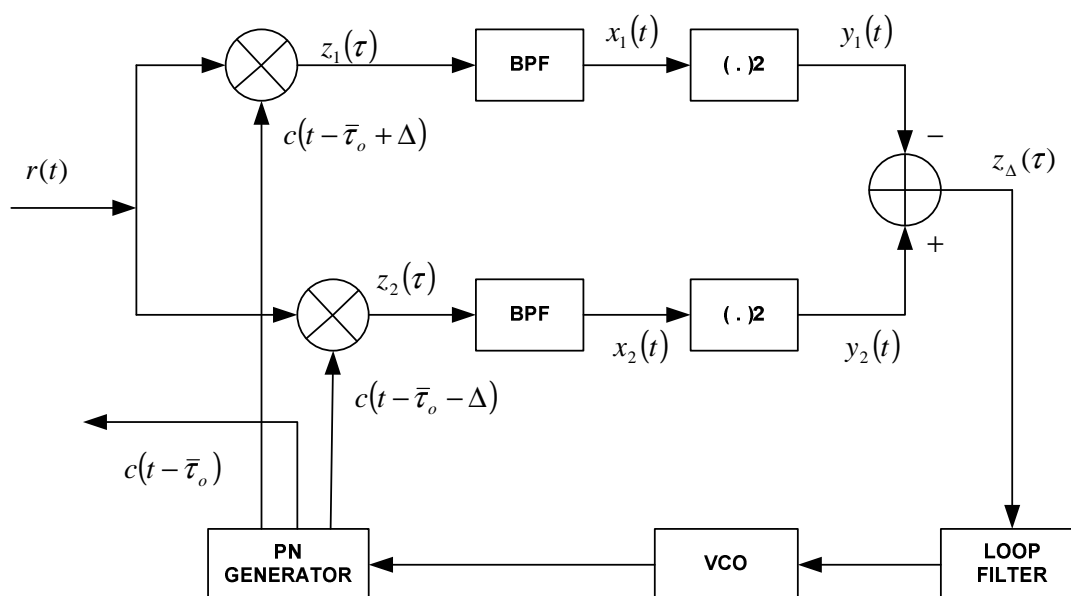 z₁(τ)
BPF
x₁(t)
( . )2
y₁(t)
c(t − τ̅ₒ + Δ)
−
r(t)
z_Δ(τ)
+
z₂(τ)
BPF
x₂(t)
( . )2
y₂(t)
c(t − τ̅ₒ − Δ)
c(t − τ̅ₒ)
PN
GENERATOR
VCO
LOOP
FILTER